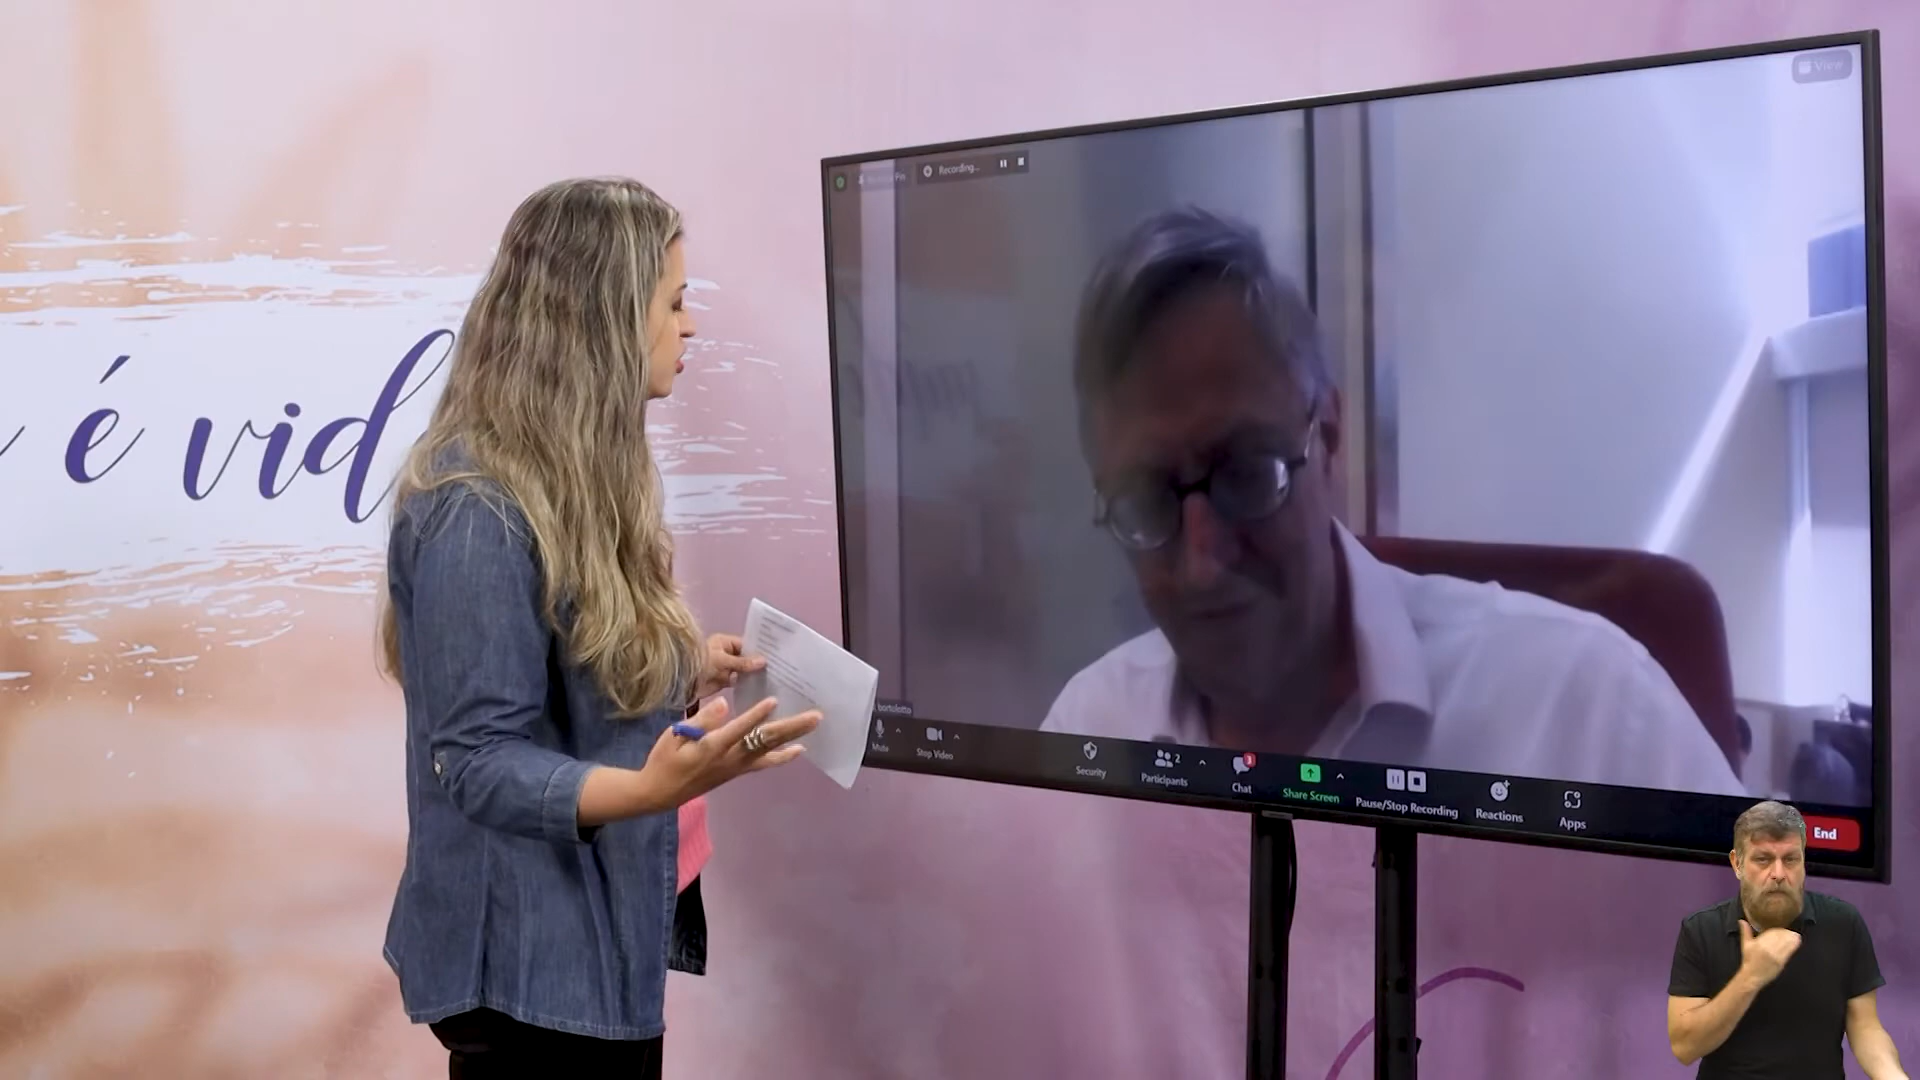 é vid
View
Recording...
bortolotto
Mute
Stop Video
Security
2
Participants
3
Chat
Share Screen
Pause/Stop Recording
Reactions
Apps
End